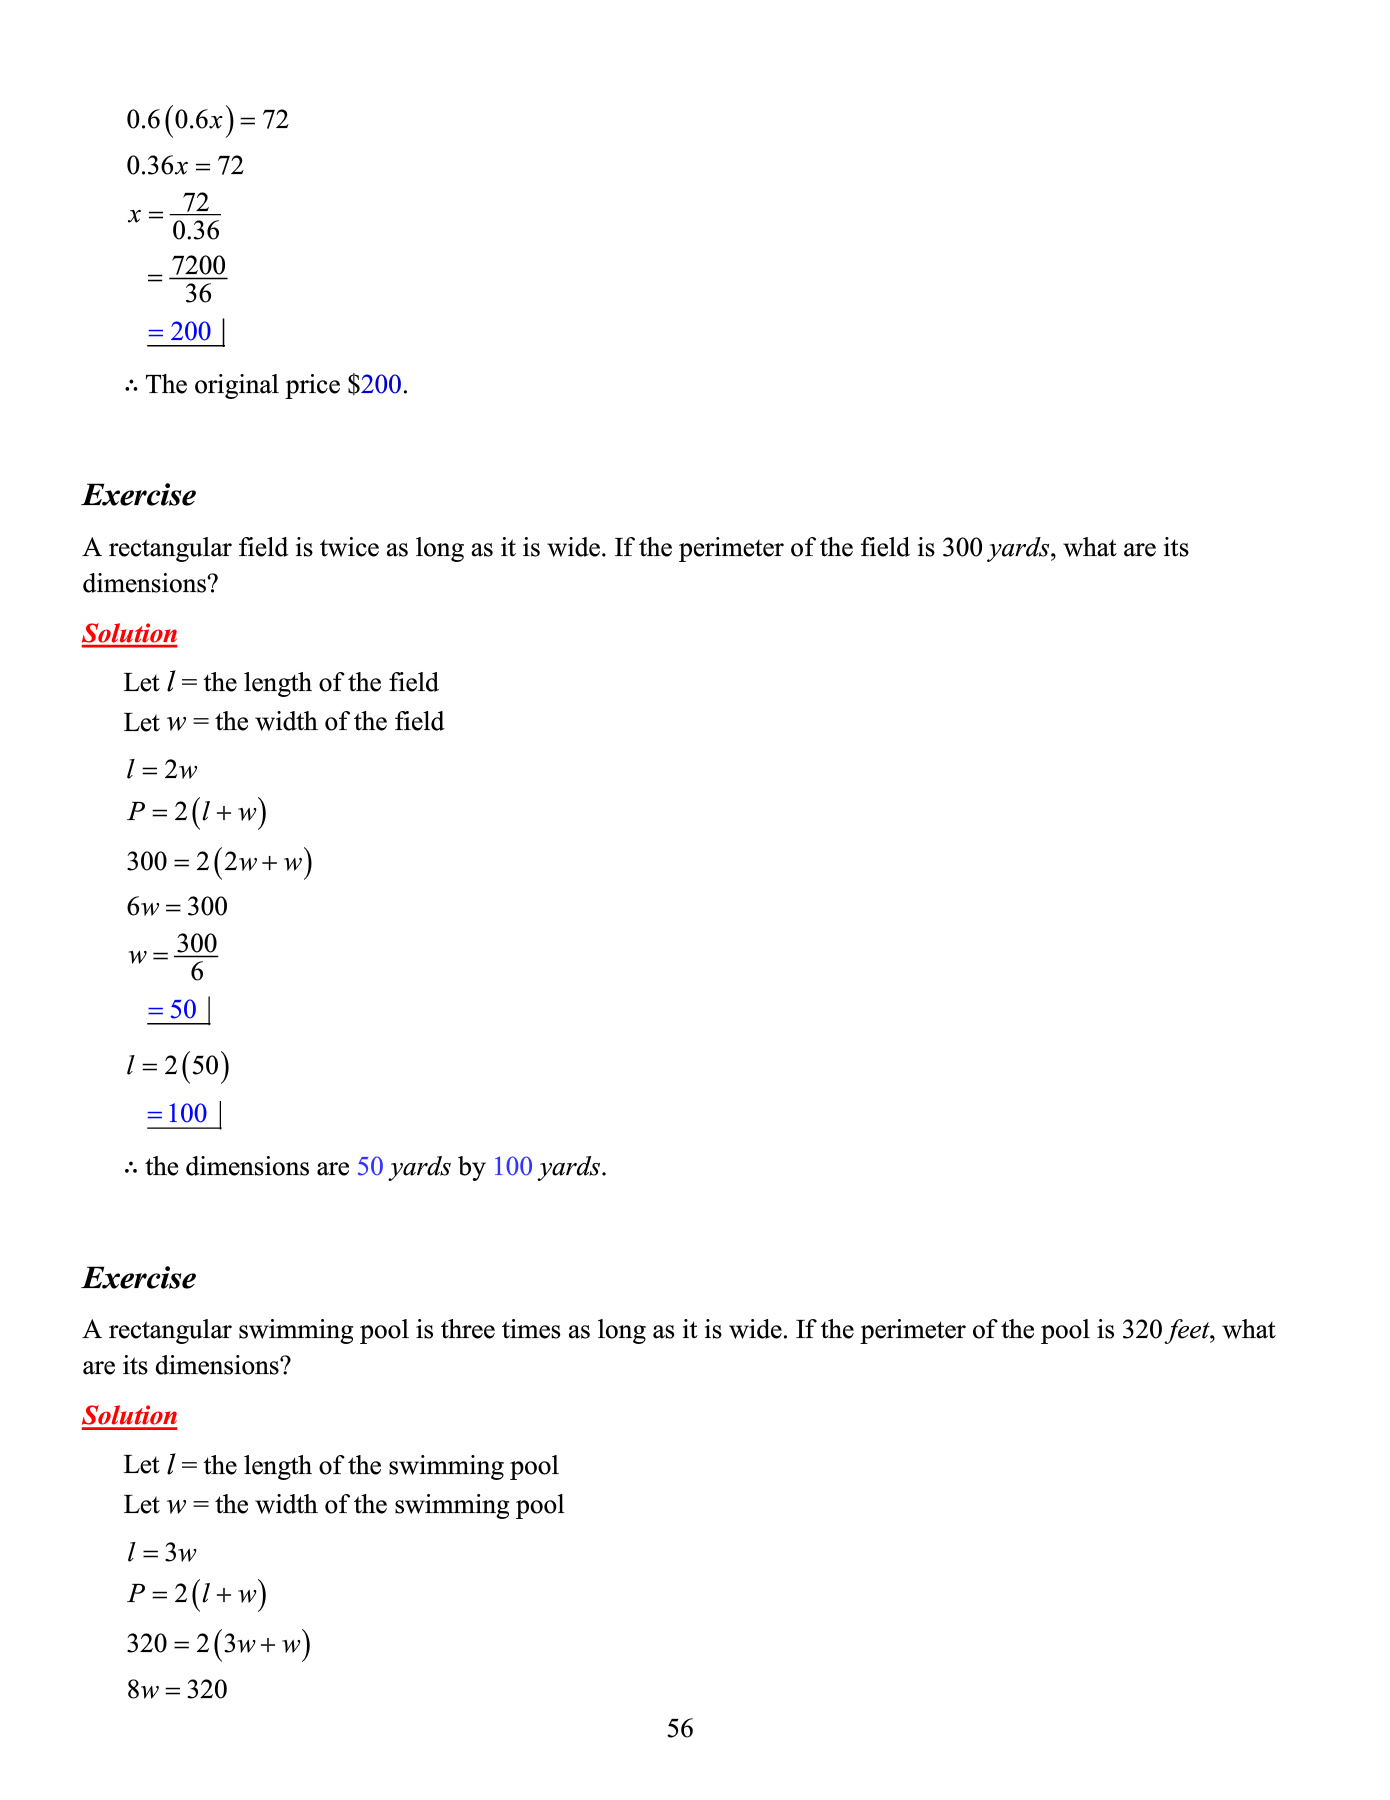 0.6(0.6x) = 72
0.36x = 72
x = 72/0.36
= 7200/36
= 200 |
∴ The original price $200.
Exercise
A rectangular field is twice as long as it is wide. If the perimeter of the field is 300 yards, what are its
dimensions?
Solution
Let l = the length of the field
Let w = the width of the field
l = 2w
P = 2(l + w)
300 = 2(2w + w)
6w = 300
w = 300/6
= 50 |
l = 2(50)
= 100 |
∴ the dimensions are 50 yards by 100 yards.
Exercise
A rectangular swimming pool is three times as long as it is wide. If the perimeter of the pool is 320 feet, what
are its dimensions?
Solution
Let l = the length of the swimming pool
Let w = the width of the swimming pool
l = 3w
P = 2(l + w)
320 = 2(3w + w)
8w = 320
56